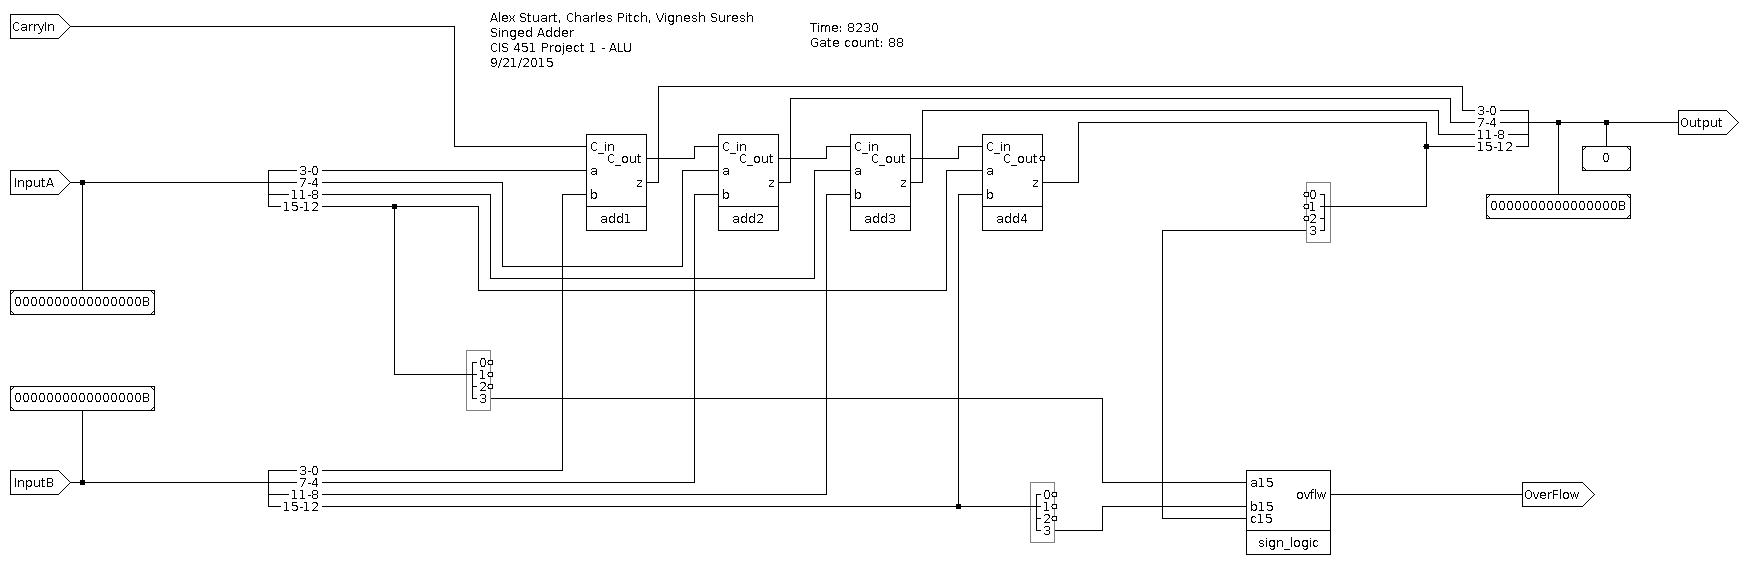 CarryIn
Alex Stuart, Charles Pitch, Vignesh Suresh
Singed Adder
CIS 451 Project 1 - ALU
9/21/2015
Time: 8230
Gate count: 88
3-0
7-4
11-8
15-12
Output
0
0000000000000000B
C_in
C_out
a
z
b
add1
C_in
C_out
a
z
b
add2
C_in
C_out
a
z
b
add3
C_in
C_out
a
z
b
add4
InputA
3-0
7-4
11-8
15-12
0
1
2
3
0000000000000000B
0
1
2
3
0000000000000000B
InputB
3-0
7-4
11-8
15-12
0
1
2
3
a15
ovflw
b15
c15
sign_logic
OverFlow